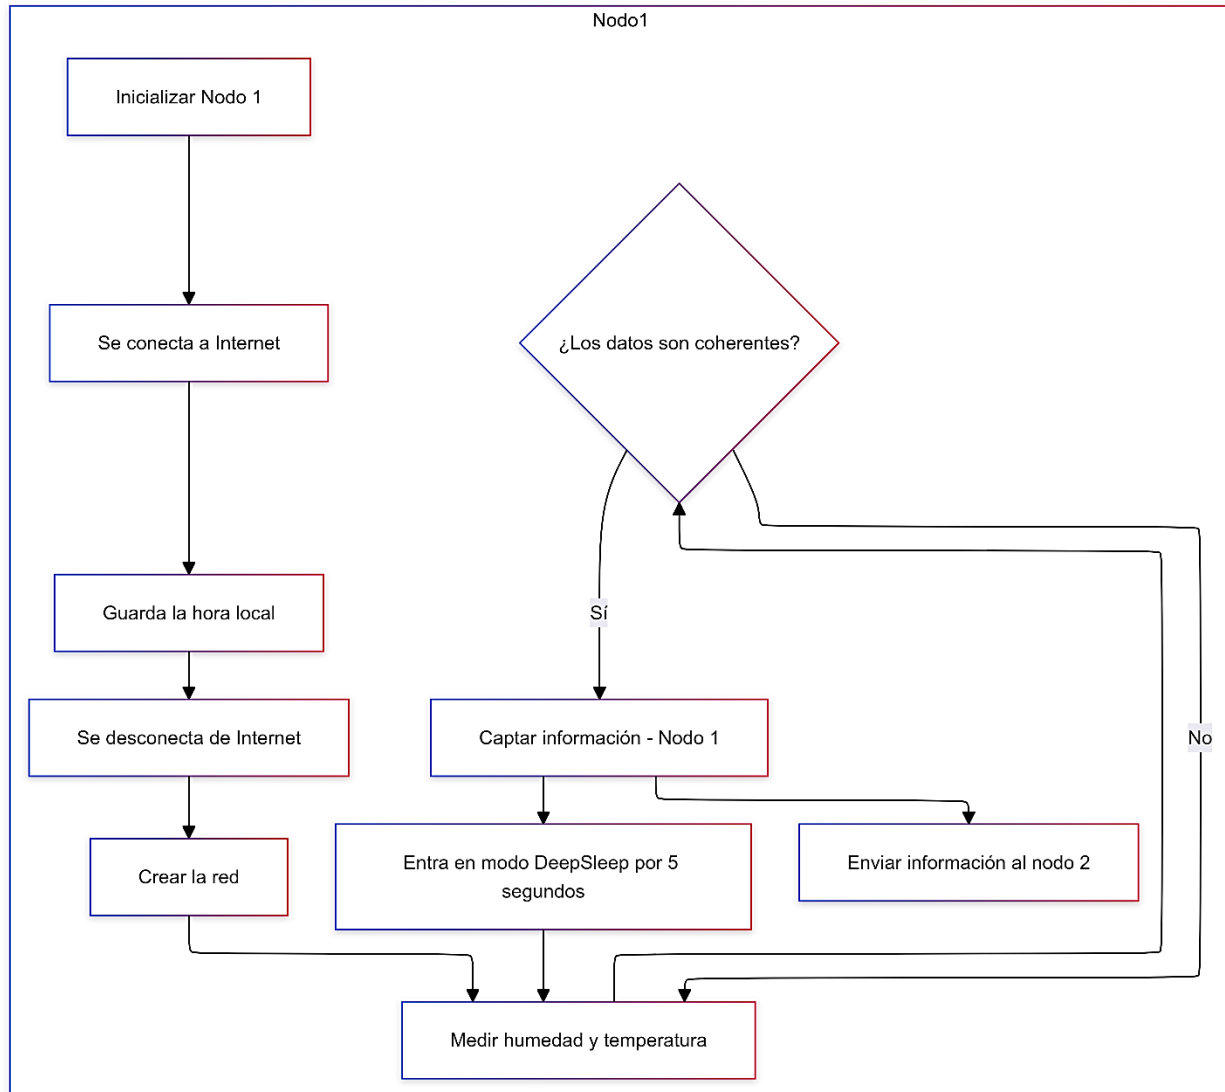 Nodo1
Inicializar Nodo 1
Se conecta a Internet
¿Los datos son coherentes?
Guarda la hora local
Sí
Se desconecta de Internet
Captar información - Nodo 1
No
Crear la red
Entra en modo DeepSleep por 5
segundos
Enviar información al nodo 2
Medir humedad y temperatura